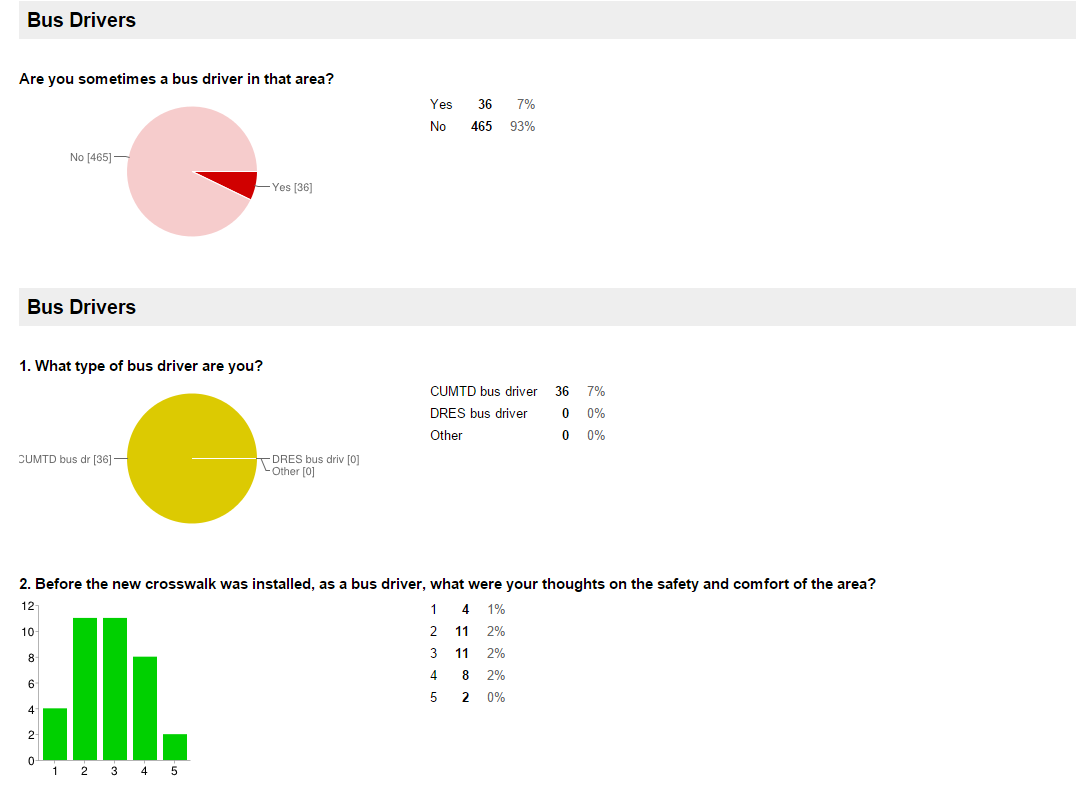 Bus Drivers
Are you sometimes a bus driver in that area?
Yes 36 7%
No 465 93%
No [465]
Yes [36]
Bus Drivers
1. What type of bus driver are you?
CUMTD bus driver 36 7%
DRES bus driver 0 0%
Other 0 0%
CUMTD bus dr [36]
DRES bus driv [0]
Other [0]
2. Before the new crosswalk was installed, as a bus driver, what were your thoughts on the safety and comfort of the area?
12
10
8
6
4
2
0
1 2 3 4 5
1 4 1%
2 11 2%
3 11 2%
4 8 2%
5 2 0%